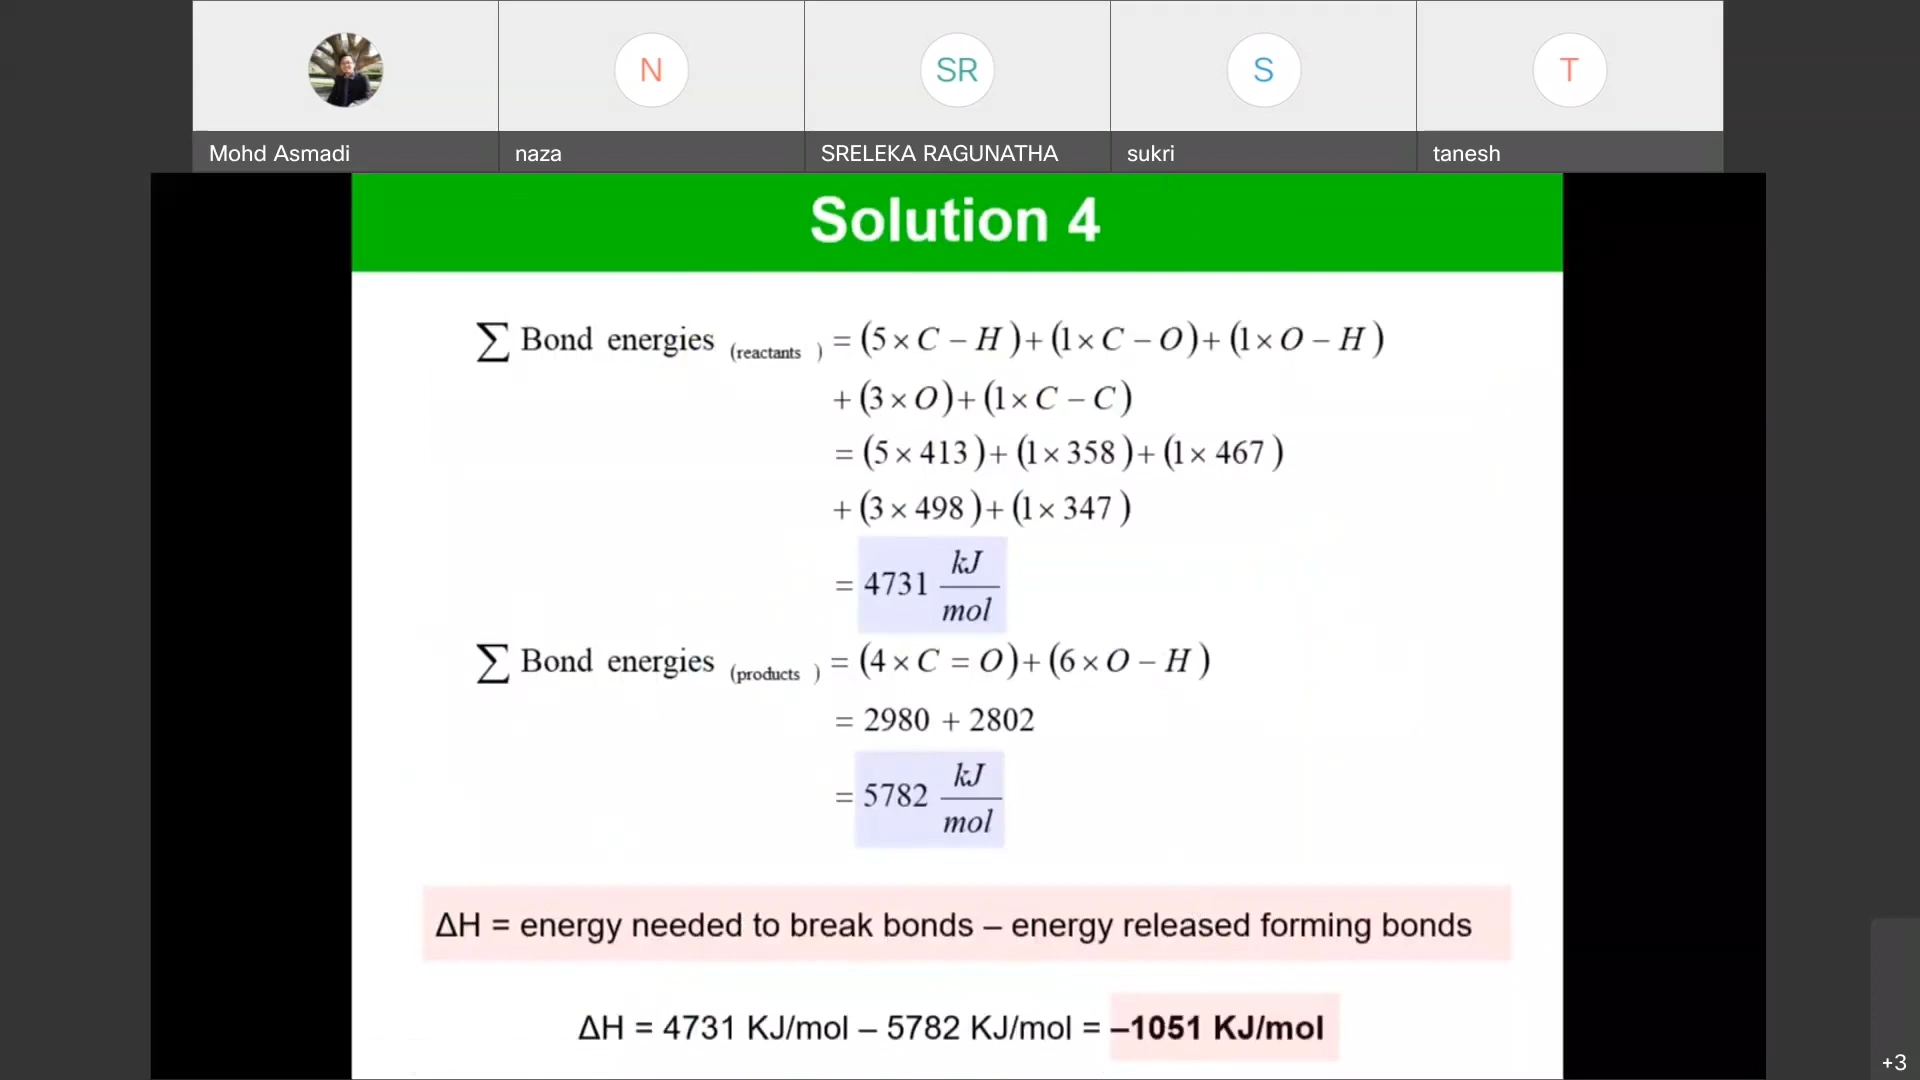 N
SR
S
T
Mohd Asmadi
naza
SRELEKA RAGUNATHA
sukri
tanesh
Solution 4
∑ Bond energies (reactants ) = (5 × C – H ) + (1 × C – O) + (1 × O – H )
+ (3 × O) + (1 × C – C)
= (5 × 413 ) + (1 × 358 ) + (1 × 467 )
+ (3 × 498 ) + (1 × 347 )
= 4731 kJ/mol
∑ Bond energies (products ) = (4 × C = O) + (6 × O – H )
= 2980 + 2802
= 5782 kJ/mol
ΔH = energy needed to break bonds – energy released forming bonds
ΔH = 4731 KJ/mol – 5782 KJ/mol = –1051 KJ/mol
+3